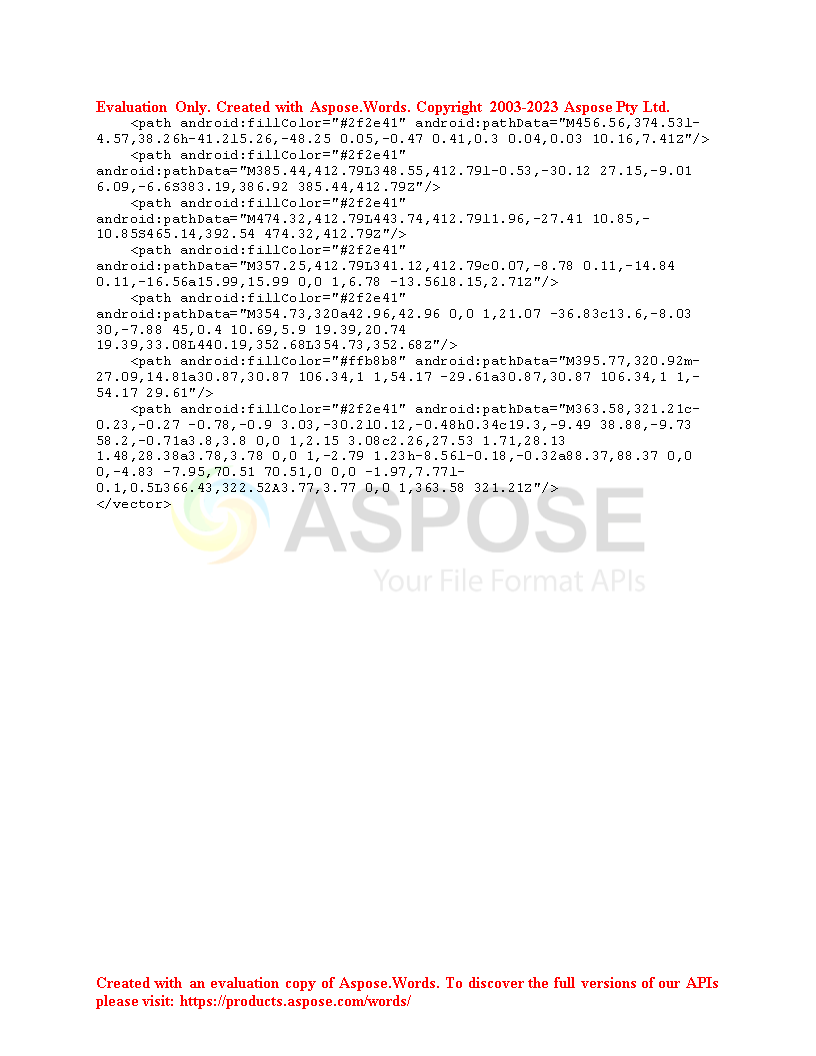 Evaluation Only. Created with Aspose.Words. Copyright 2003-2023 Aspose Pty Ltd.
<path android:fillColor="#2f2e41" android:pathData="M456.56,374.53l-
4.57,38.26h-41.2l5.26,-48.25 0.05,-0.47 0.41,0.3 0.04,0.03 10.16,7.41Z"/>
<path android:fillColor="#2f2e41"
android:pathData="M385.44,412.79L348.55,412.79l-0.53,-30.12 27.15,-9.01
6.09,-6.6S383.19,386.92 385.44,412.79Z"/>
<path android:fillColor="#2f2e41"
android:pathData="M474.32,412.79L443.74,412.79l1.96,-27.41 10.85,-
10.85S465.14,392.54 474.32,412.79Z"/>
<path android:fillColor="#2f2e41"
android:pathData="M357.25,412.79L341.12,412.79c0.07,-8.78 0.11,-14.84
0.11,-16.56a15.99,15.99 0,0 1,6.78 -13.56l8.15,2.71Z"/>
<path android:fillColor="#2f2e41"
android:pathData="M354.73,320a42.96,42.96 0,0 1,21.07 -36.83c13.6,-8.03
30,-7.88 45,0.4 10.69,5.9 19.39,20.74
19.39,33.08L440.19,352.68L354.73,352.68Z"/>
<path android:fillColor="#ffb8b8" android:pathData="M395.77,320.92m-
27.09,14.81a30.87,30.87 106.34,1 1,54.17 -29.61a30.87,30.87 106.34,1 1,-
54.17 29.61"/>
<path android:fillColor="#2f2e41" android:pathData="M363.58,321.21c-
0.23,-0.27 -0.78,-0.9 3.03,-30.2l0.12,-0.48h0.34c19.3,-9.49 38.88,-9.73
58.2,-0.71a3.8,3.8 0,0 1,2.15 3.08c2.26,27.53 1.71,28.13
1.48,28.38a3.78,3.78 0,0 1,-2.79 1.23h-8.56l-0.18,-0.32a88.37,88.37 0,0
0,-4.83 -7.95,70.51 70.51,0 0,0 -1.97,7.77l-
0.1,0.5L366.43,322.52A3.77,3.77 0,0 1,363.58 321.21Z"/>
</vector>
ASPOSE
Your File Format APIs
Created with an evaluation copy of Aspose.Words. To discover the full versions of our APIs
please visit: https://products.aspose.com/words/